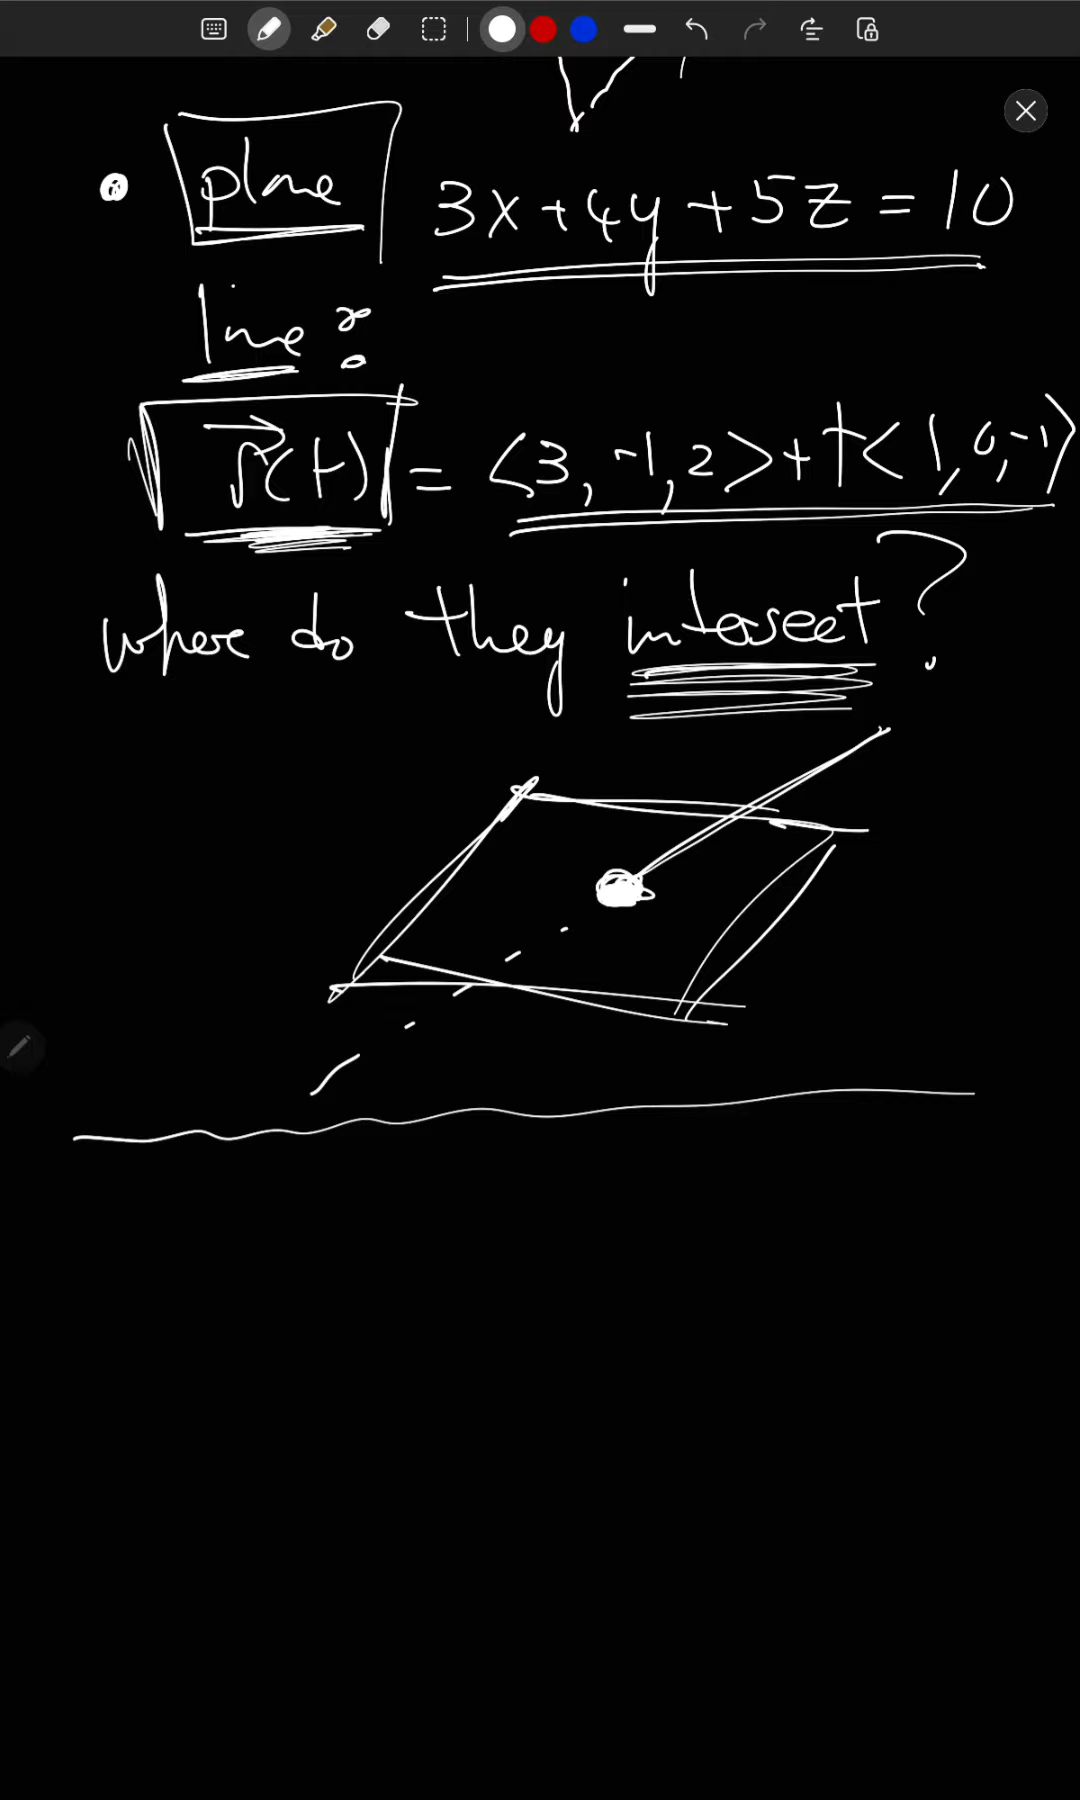 plane 3x+4y+5z=10
line:
r(t) = <3, -1, 2> + t<1, 0, -1>
where do they intersect?